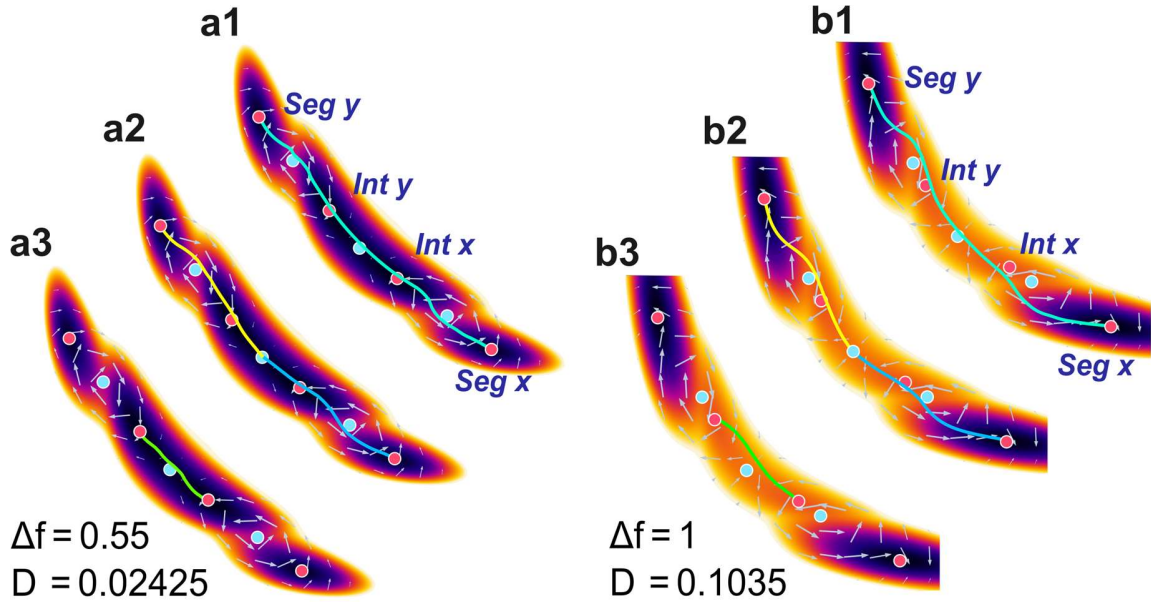 a1
Seg y
a2
Int y
Int x
a3
Seg x
Δf = 0.55
D = 0.02425
b1
Seg y
b2
Int y
Int x
b3
Seg x
Δf = 1
D = 0.1035